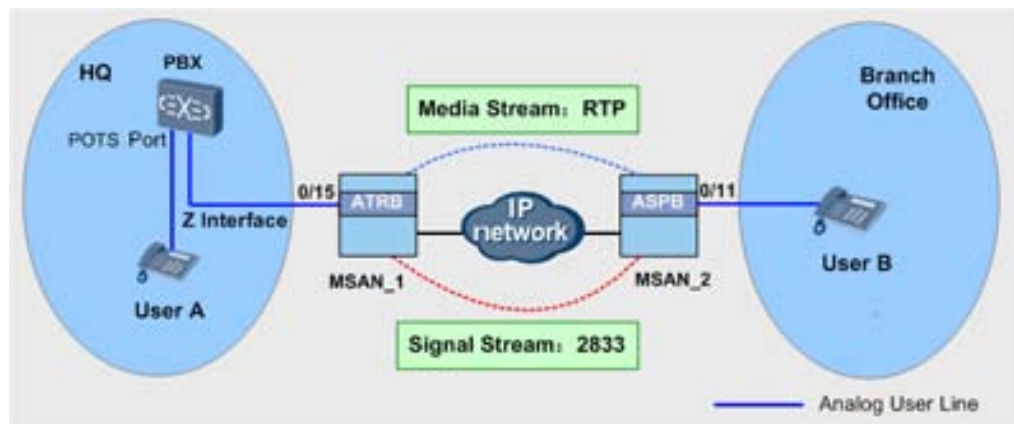 HQ
PBX
POTS Port
Z Interface
User A
0/15
ATRB
MSAN_1
Media Stream: RTP
IP
network
Signal Stream: 2833
ASPB
0/11
MSAN_2
Branch
Office
User B
Analog User Line